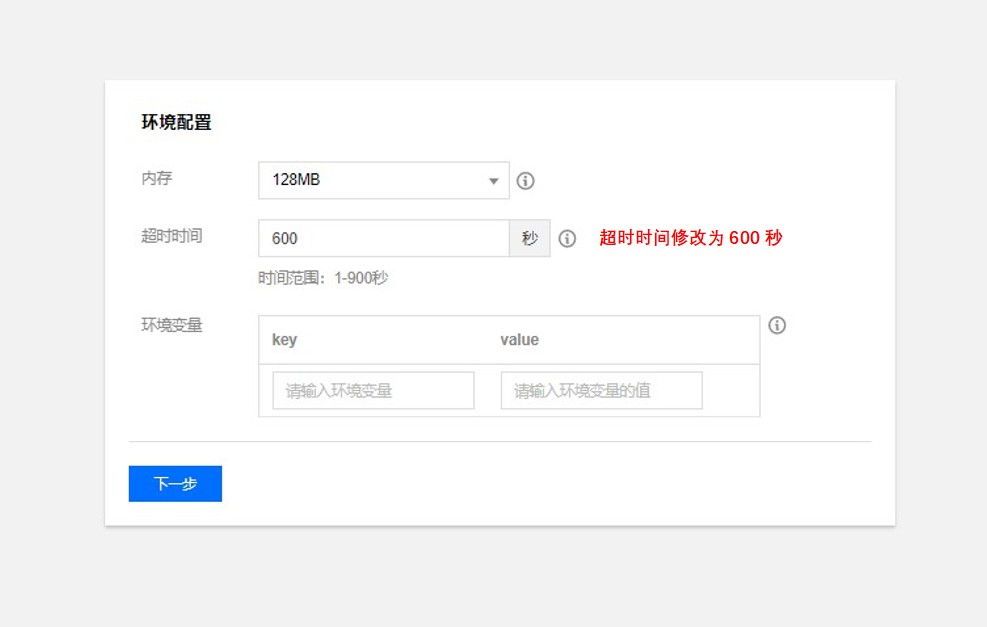 环境配置
内存
128MB
超时时间
600
秒
超时时间修改为 600 秒
时间范围：1-900秒
环境变量
key
value
请输入环境变量
请输入环境变量的值
下一步